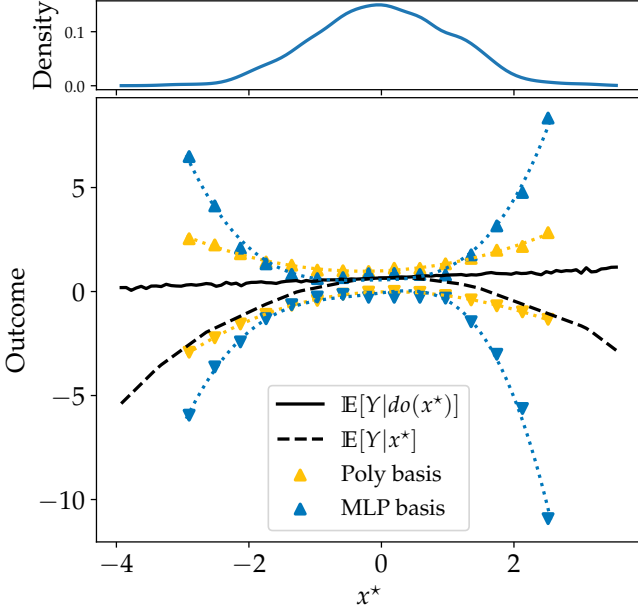 Density
0.1
0.0
Outcome
5
0
−5
−10
𝔼[Y|do(x⋆)]
𝔼[Y|x⋆]
Poly basis
MLP basis
−4 −2 0 2
x⋆